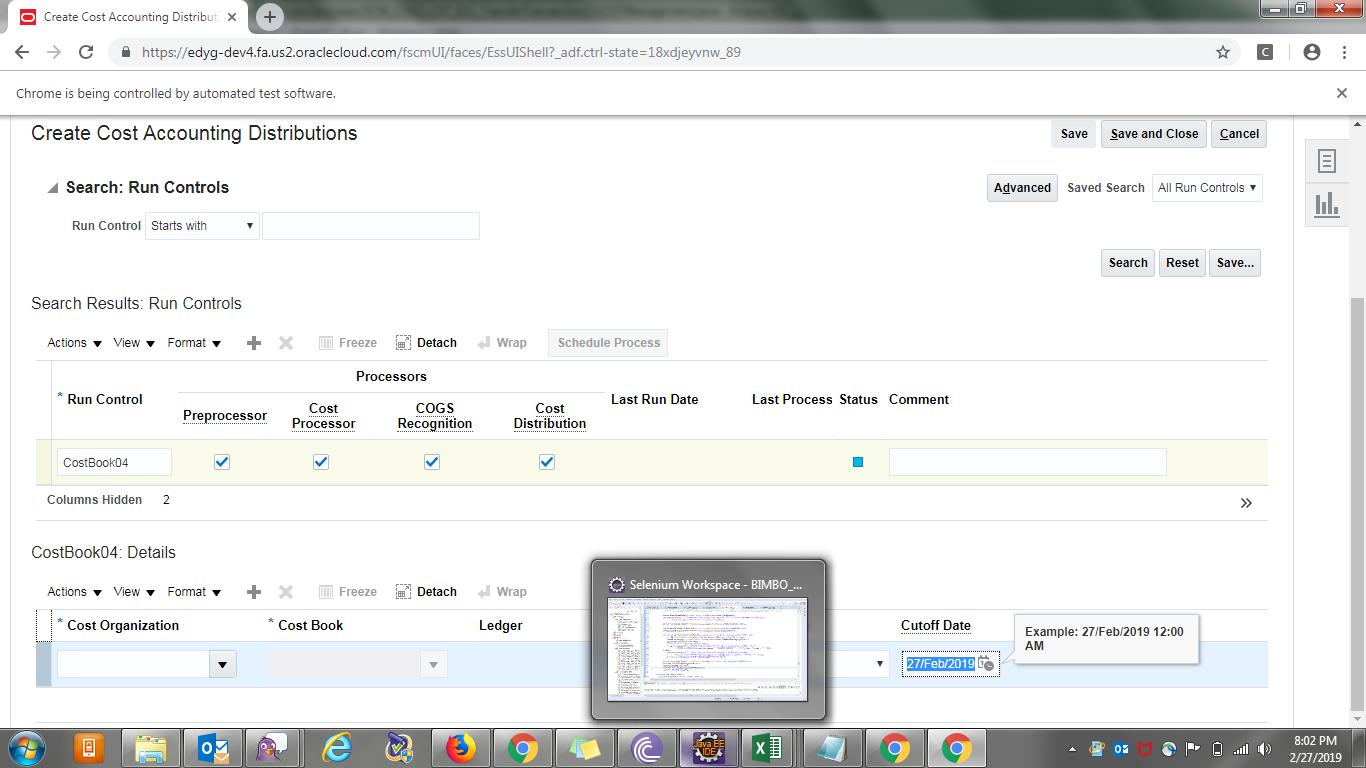 Create Cost Accounting Distribut
https://edyg-dev4.fa.us2.oraclecloud.com/fscmUI/faces/EssUIShell?_adf.ctrl-state=18xdjeyvnw_89
C
Chrome is being controlled by automated test software.
Create Cost Accounting Distributions
Save
Save and Close
Cancel
Search: Run Controls
Advanced
Saved Search
All Run Controls
Run Control
Starts with
Search
Reset
Save...
Search Results: Run Controls
Actions
View
Format
Freeze
Detach
Wrap
Schedule Process
Processors
* Run Control
Preprocessor
Cost Processor
COGS Recognition
Cost Distribution
Last Run Date
Last Process
Status
Comment
CostBook04
Columns Hidden 2
CostBook04: Details
Actions
View
Format
Freeze
Detach
Wrap
Selenium Workspace - BIMBO_...
* Cost Organization
* Cost Book
Ledger
Cutoff Date
27/Feb/2019
Example: 27/Feb/2019 12:00
AM
Java EE
IDE
8:02 PM
2/27/2019